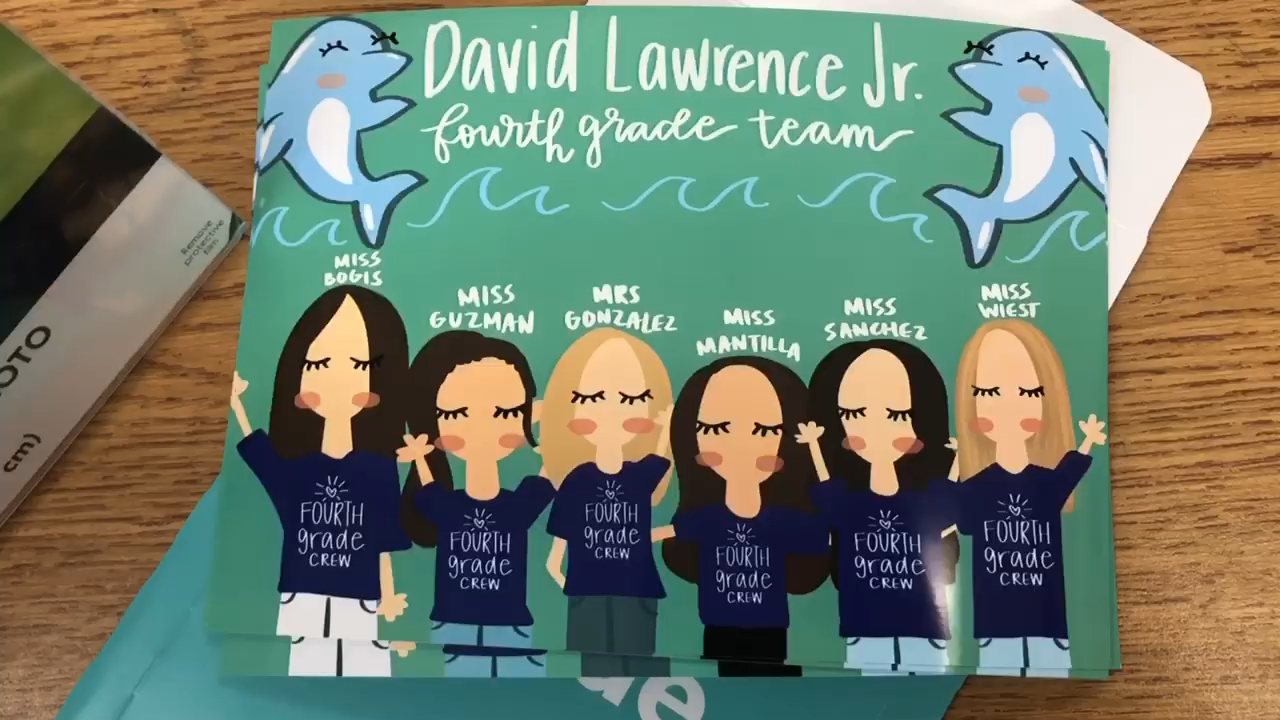 David Lawrence Jr.
fourth grade team
MISS
BOGIS
MISS
GUZMAN
MRS
GONZALEZ
MISS
MANTILLA
MISS
SANCHEZ
MISS
WIEST
FOURTH
grade
CREW
FOURTH
grade
CREW
FOURTH
grade
CREW
FOURTH
grade
CREW
FOURTH
grade
CREW
FOURTH
grade
CREW
Remove
protective
film
cm)